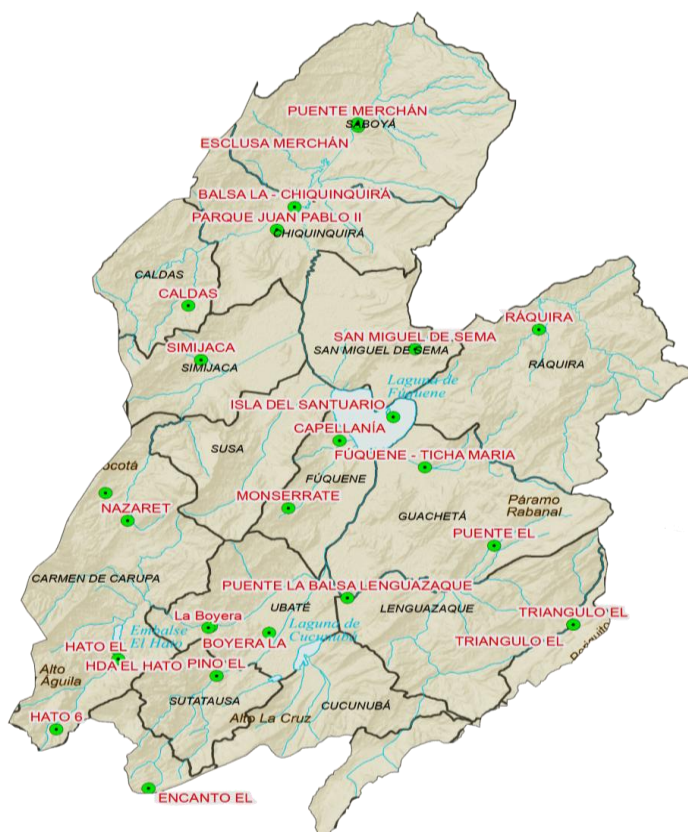 PUENTE MERCHÁN
SABOYÁ
ESCLUSA MERCHÁN
BALSA LA - CHIQUINQUIRÁ
PARQUE JUAN PABLO II
CHIQUINQUIRÁ
CALDAS
CALDAS
RÁQUIRA
SAN MIGUEL DE SEMA
SIMIJACA
SAN MIGUEL DE SEMA
SIMIJACA
RÁQUIRA
Laguna de
Fúquene
ISLA DEL SANTUARIO
CAPELLANÍA
SUSA
FÚQUENE - TICHA MARIA
FÚQUENE
NAZARET
MONSERRATE
Páramo
Rabanal
GUACHETÁ
PUENTE EL
CARMEN DE CARUPA
PUENTE LA BALSA LENGUAZAQUE
UBATÉ
LENGUAZAQUE
La Boyera
TRIANGULO EL
Embalse
El Hato
Laguna de
Cucunubá
HATO EL
BOYERA LA
TRIANGULO EL
HDA EL HATO
PINO EL
Alto
Águila
SUTATAUSA
CUCUNUBÁ
HATO 6
Alto La Cruz
ENCANTO EL